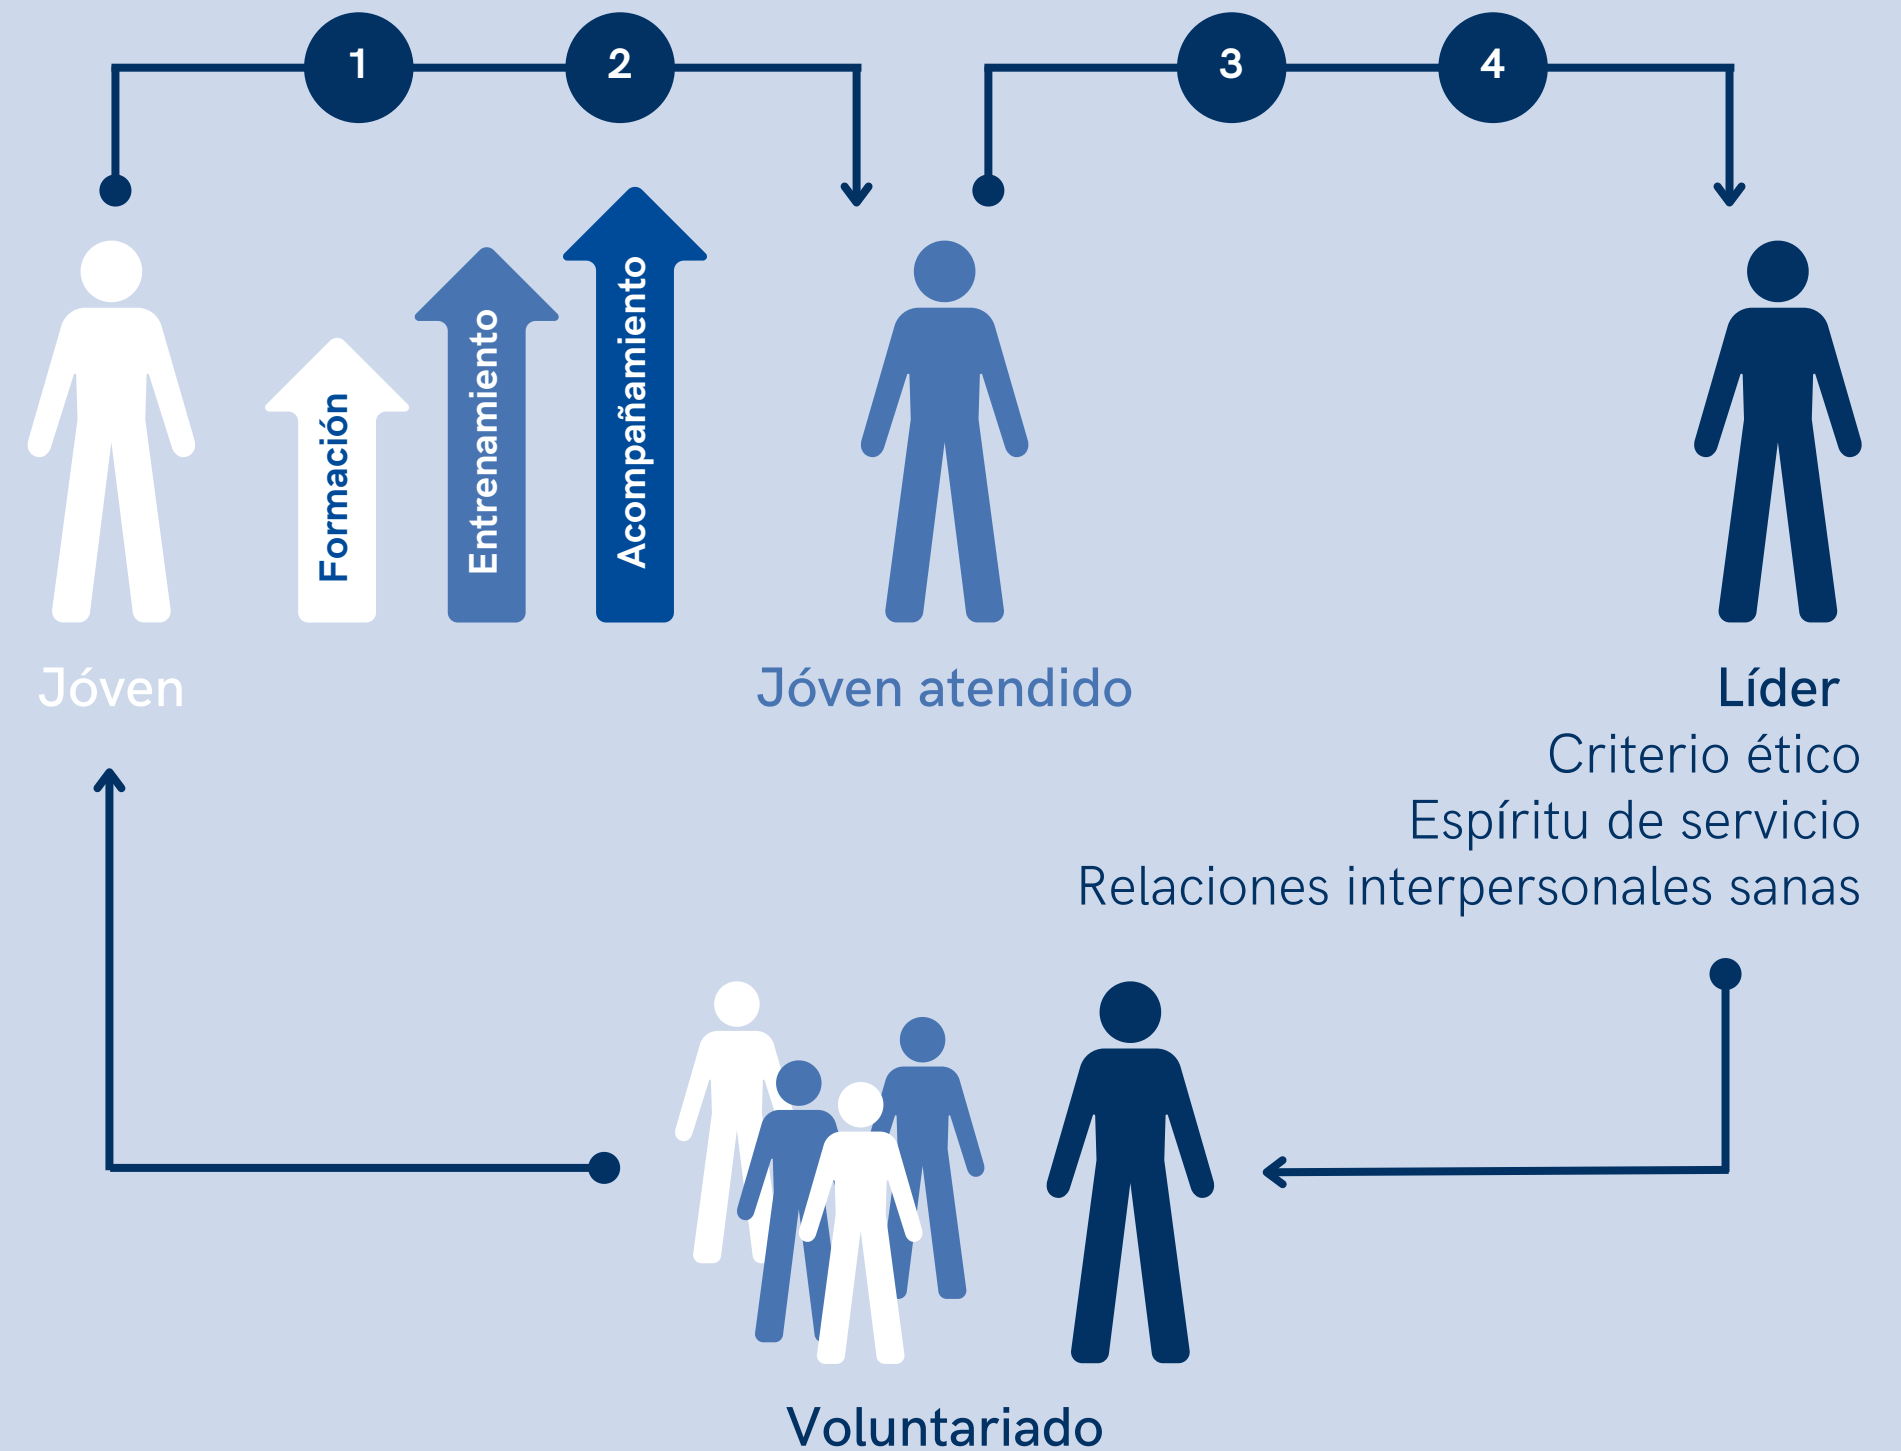 1
2
3
4
Formación
Entrenamiento
Acompañamiento
Jóven
Jóven atendido
Líder
Criterio ético
Espíritu de servicio
Relaciones interpersonales sanas
Voluntariado